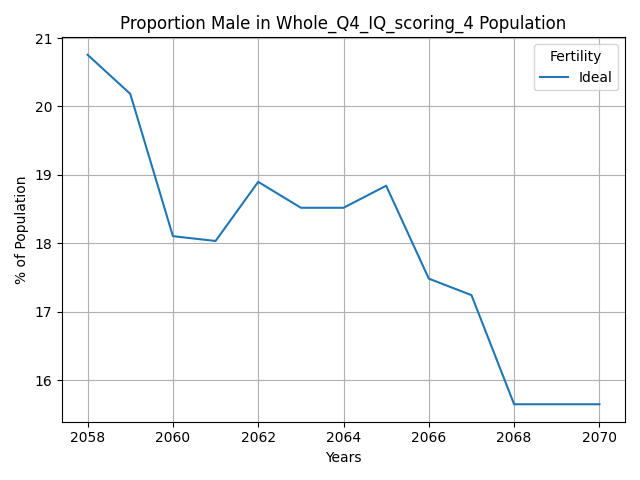 Proportion Male in Whole_Q4_IQ_scoring_4 Population
Fertility
Ideal
% of Population
21
20
19
18
17
16
2058 2060 2062 2064 2066 2068 2070
Years